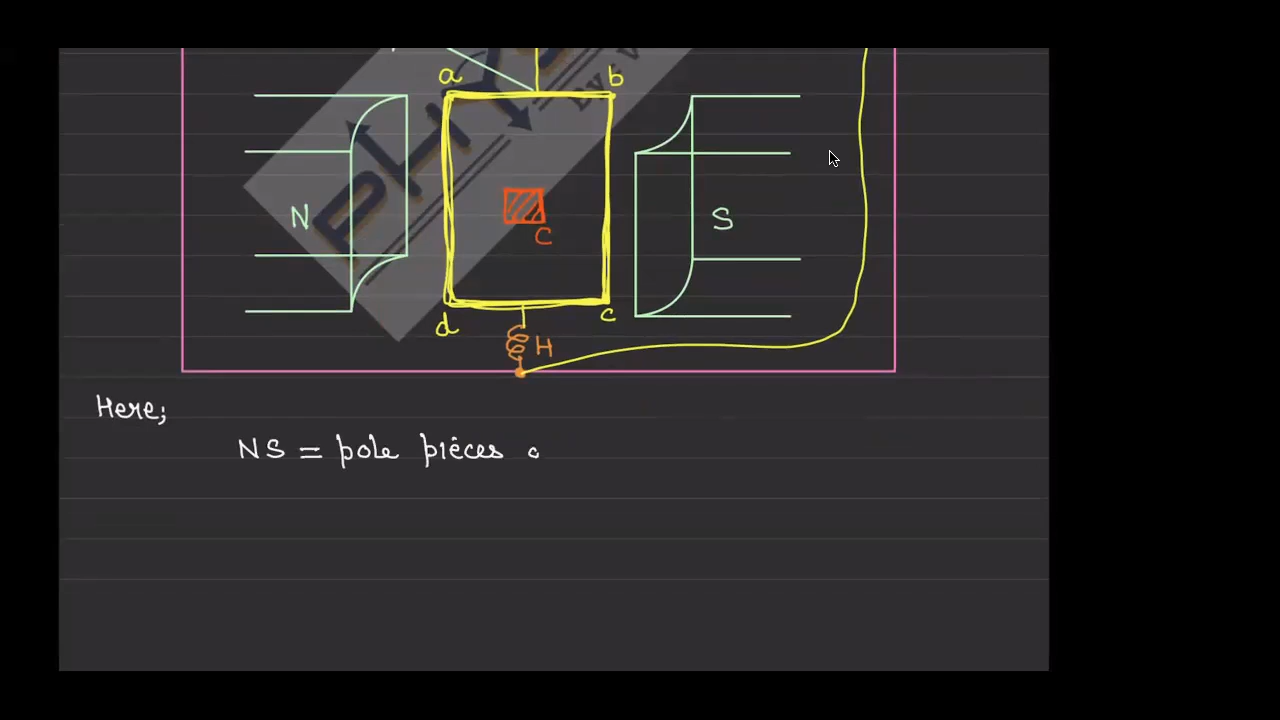 a b
N S
C
d c
H
Here;
NS = pole pieces o